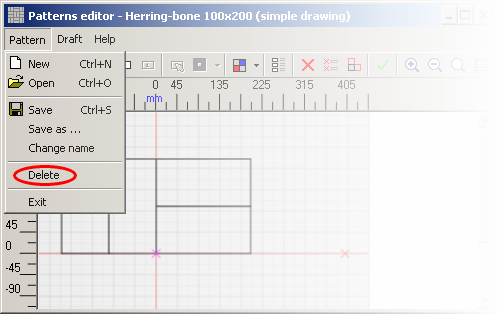 Patterns editor - Herring-bone 100x200 (simple drawing)
Pattern Draft Help
New Ctrl+N
Open Ctrl+O
Save Ctrl+S
Save as ...
Change name
Delete
Exit
0 45 135 225 315 405
mm
45
0
-45
-90